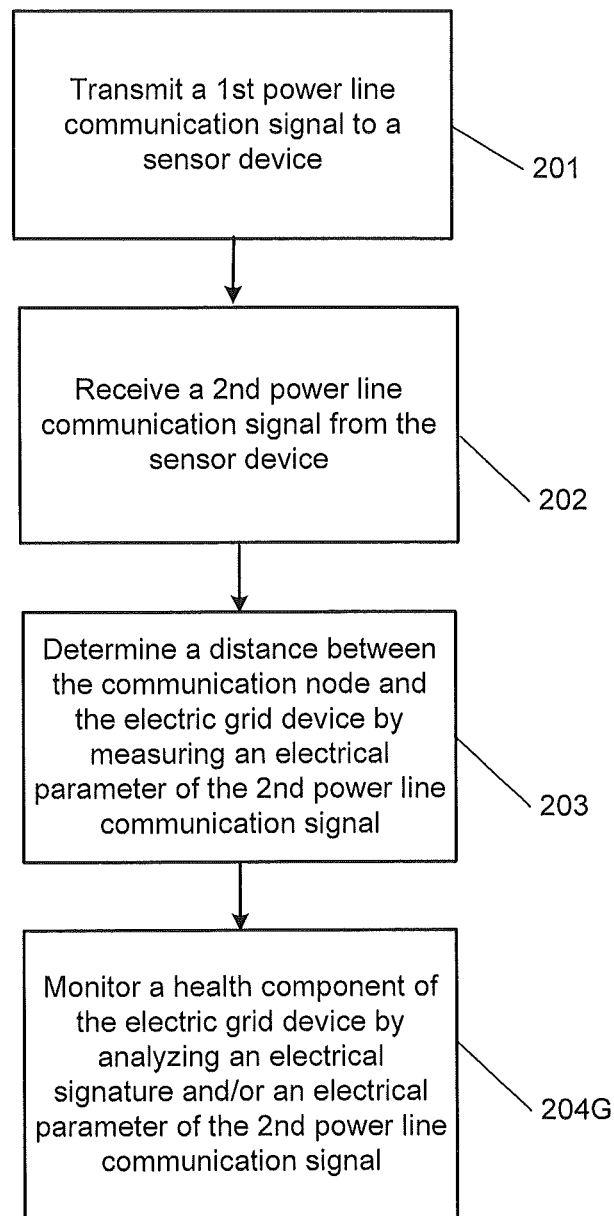 Transmit a 1st power line
communication signal to a
sensor device
201
Receive a 2nd power line
communication signal from the
sensor device
202
Determine a distance between
the communication node and
the electric grid device by
measuring an electrical
parameter of the 2nd power line
communication signal
203
Monitor a health component of
the electric grid device by
analyzing an electrical
signature and/or an electrical
parameter of the 2nd power line
communication signal
204G